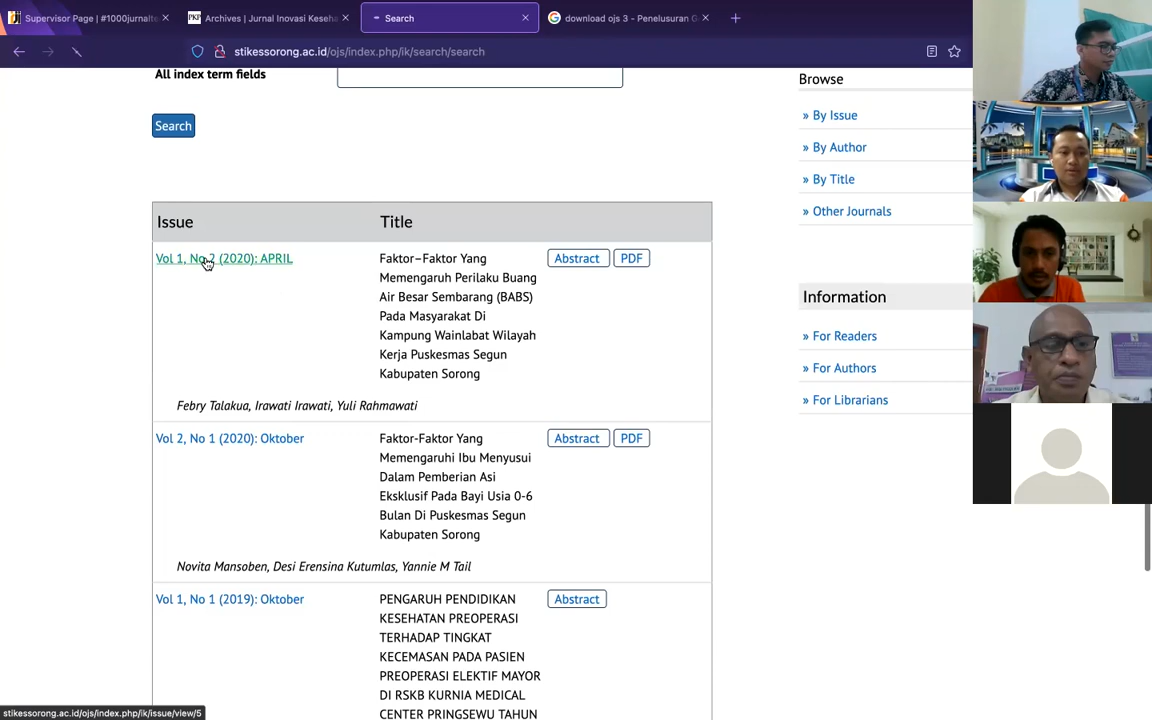 Supervisor Page | #1000jurnalte
Archives | Jurnal Inovasi Keseha
Search
download ojs 3 - Penelusuran G
stikessorong.ac.id/ojs/index.php/ik/search/search
All index term fields
Search
Issue Title
Vol 1, No 2 (2020): APRIL
Faktor–Faktor Yang
Memengaruh Perilaku Buang
Air Besar Sembarang (BABS)
Pada Masyarakat Di
Kampung Wainlabat Wilayah
Kerja Puskesmas Segun
Kabupaten Sorong
Abstract PDF
Febry Talakua, Irawati Irawati, Yuli Rahmawati
Vol 2, No 1 (2020): Oktober
Faktor-Faktor Yang
Memengaruhi Ibu Menyusui
Dalam Pemberian Asi
Eksklusif Pada Bayi Usia 0-6
Bulan Di Puskesmas Segun
Kabupaten Sorong
Abstract PDF
Novita Mansoben, Desi Erensina Kutumlas, Yannie M Tail
Vol 1, No 1 (2019): Oktober
PENGARUH PENDIDIKAN
KESEHATAN PREOPERASI
TERHADAP TINGKAT
KECEMASAN PADA PASIEN
PREOPERASI ELEKTIF MAYOR
DI RSKB KURNIA MEDICAL
CENTER PRINGSEWU TAHUN
Abstract
Browse
» By Issue
» By Author
» By Title
» Other Journals
Information
» For Readers
» For Authors
» For Librarians
stikessorong.ac.id/ojs/index.php/ik/issue/view/5